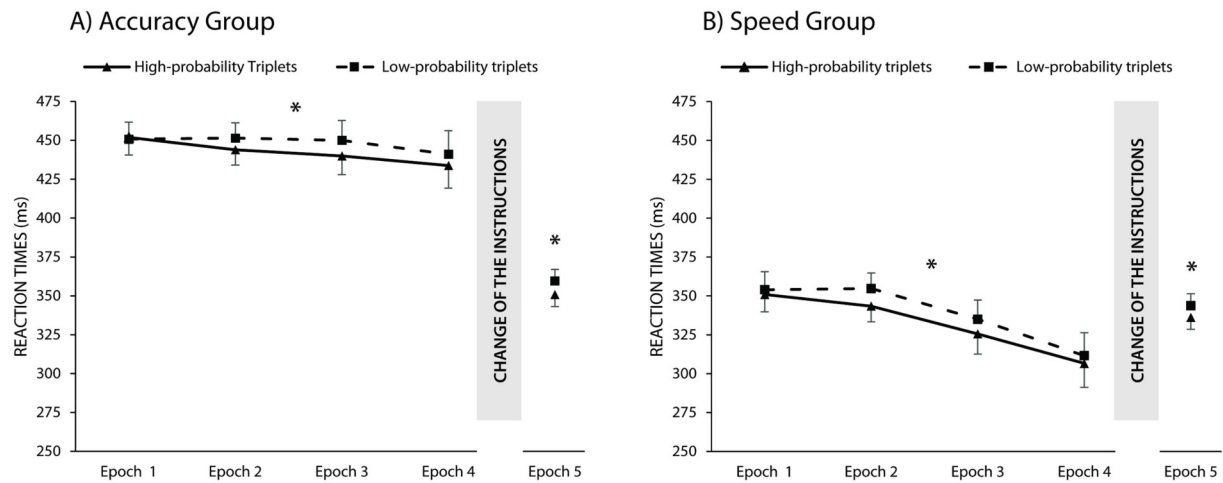 A) Accuracy Group
High-probability Triplets
Low-probability triplets
*
*
475
450
425
400
375
350
325
300
275
250
REACTION TIMES (ms)
CHANGE OF THE INSTRUCTIONS
Epoch 1
Epoch 2
Epoch 3
Epoch 4
Epoch 5
B) Speed Group
High-probability triplets
Low-probability triplets
*
*
475
450
425
400
375
350
325
300
275
250
REACTION TIMES (ms)
CHANGE OF THE INSTRUCTIONS
Epoch 1
Epoch 2
Epoch 3
Epoch 4
Epoch 5